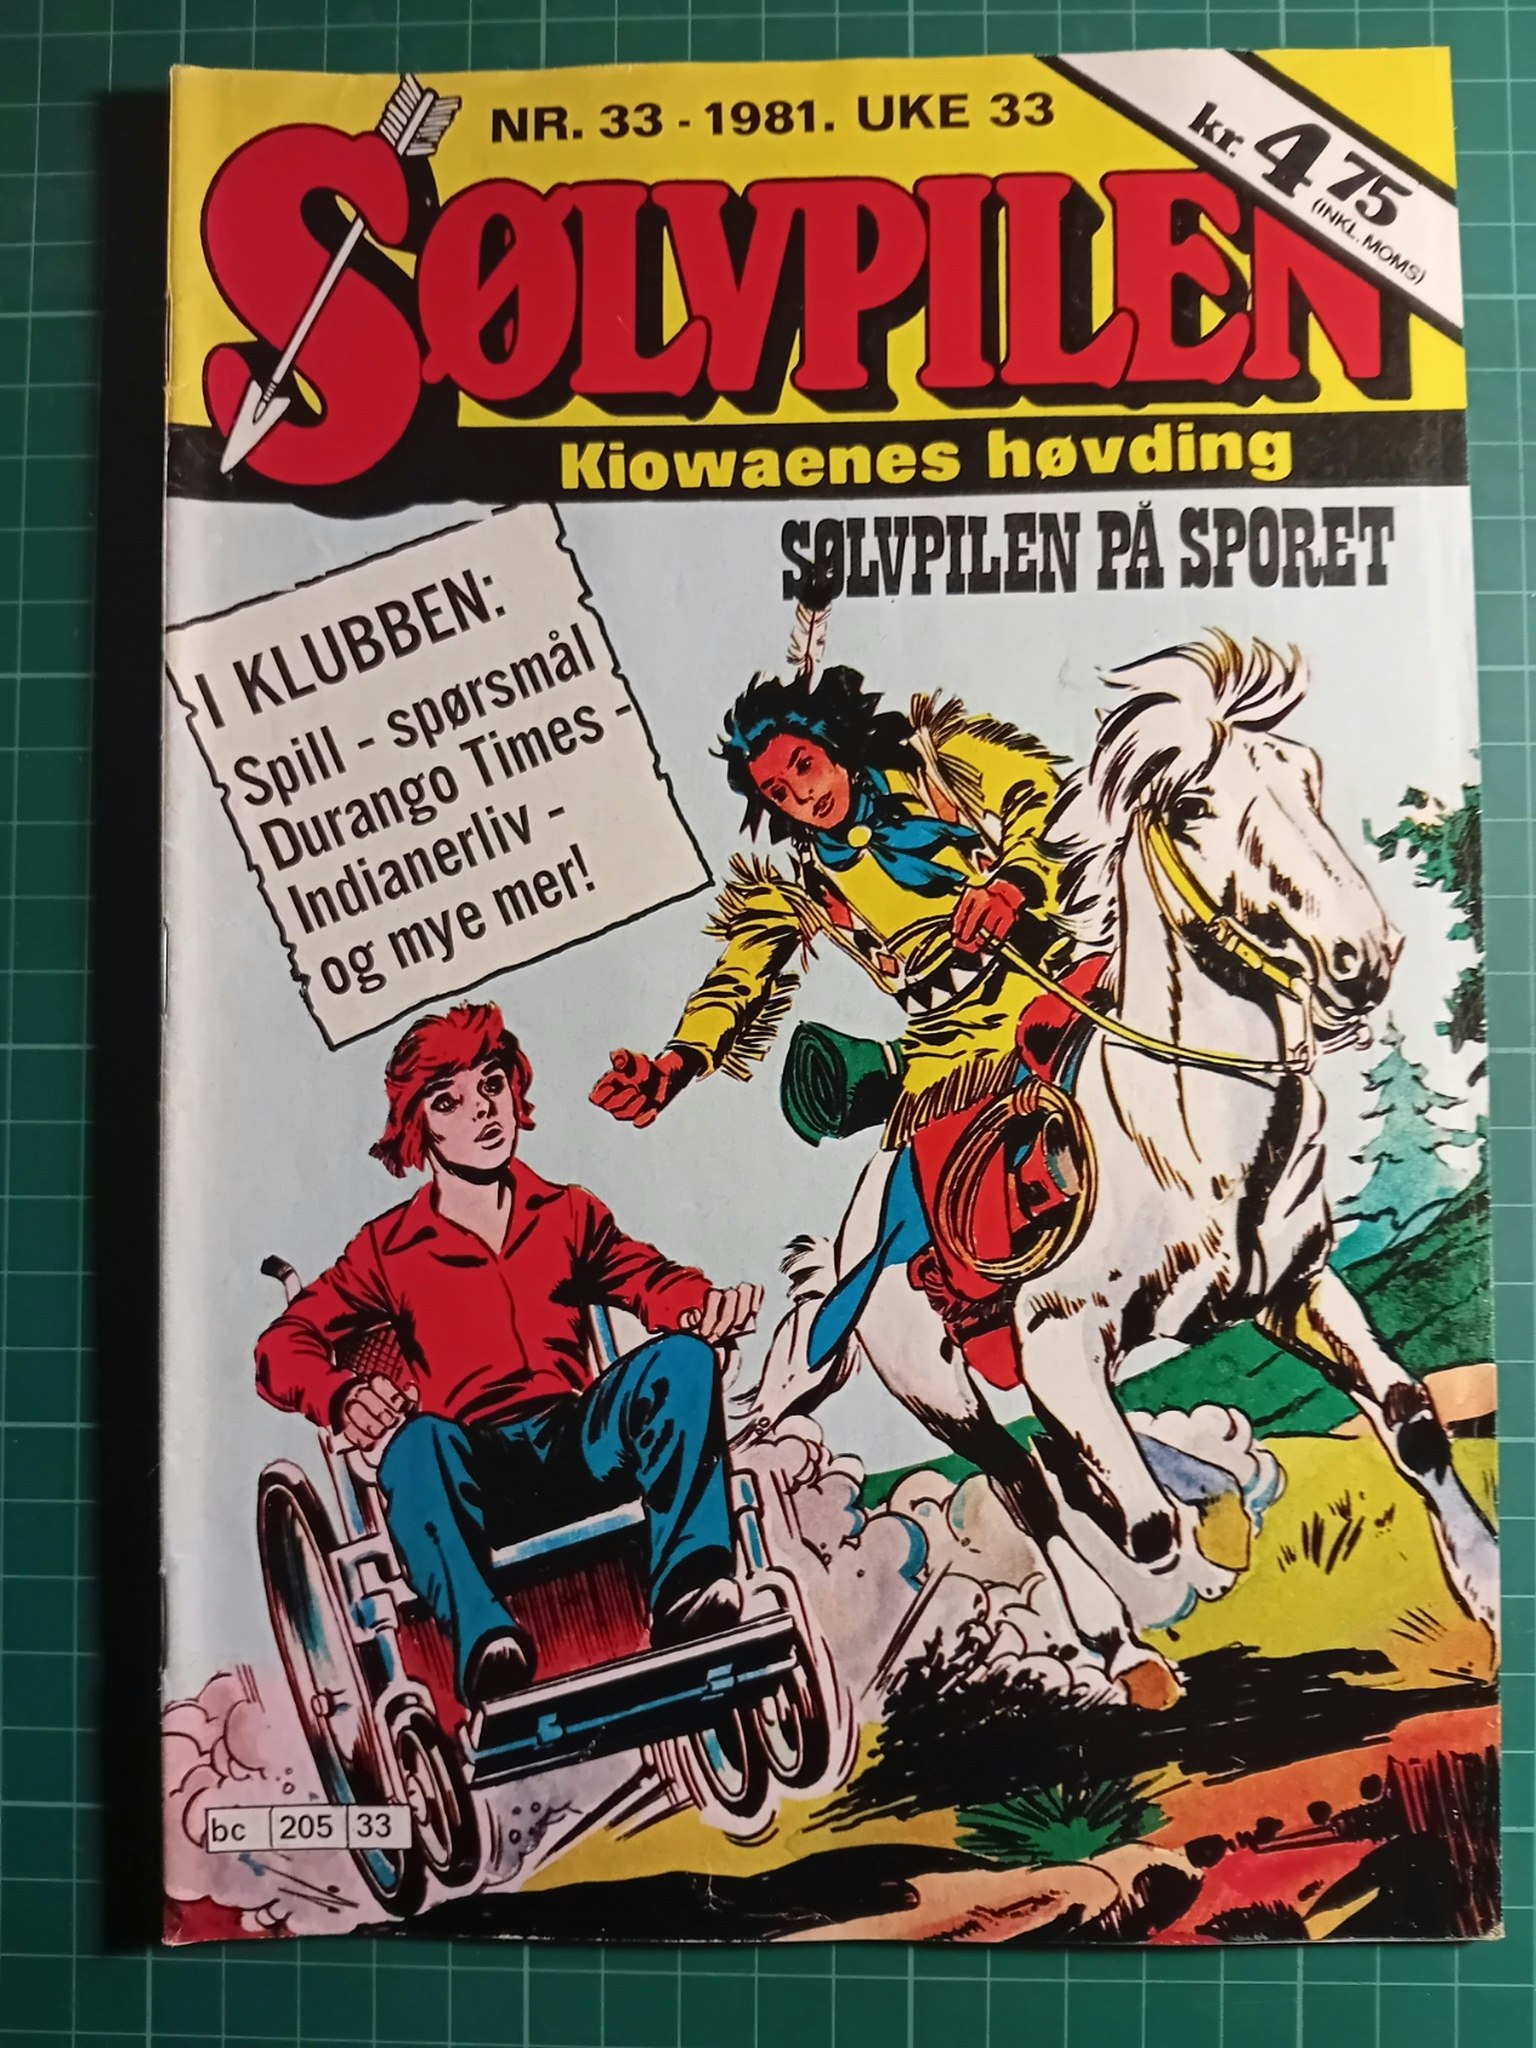 NR. 33 - 1981. UKE 33
kr. 4 75
(INKL. MOMS)
SØLVPILEN
Kiowaenes høvding
SØLVPILEN PÅ SPORET
I KLUBBEN:
Spill - spørsmål
Durango Times -
Indianerliv -
og mye mer!
bc 205 33